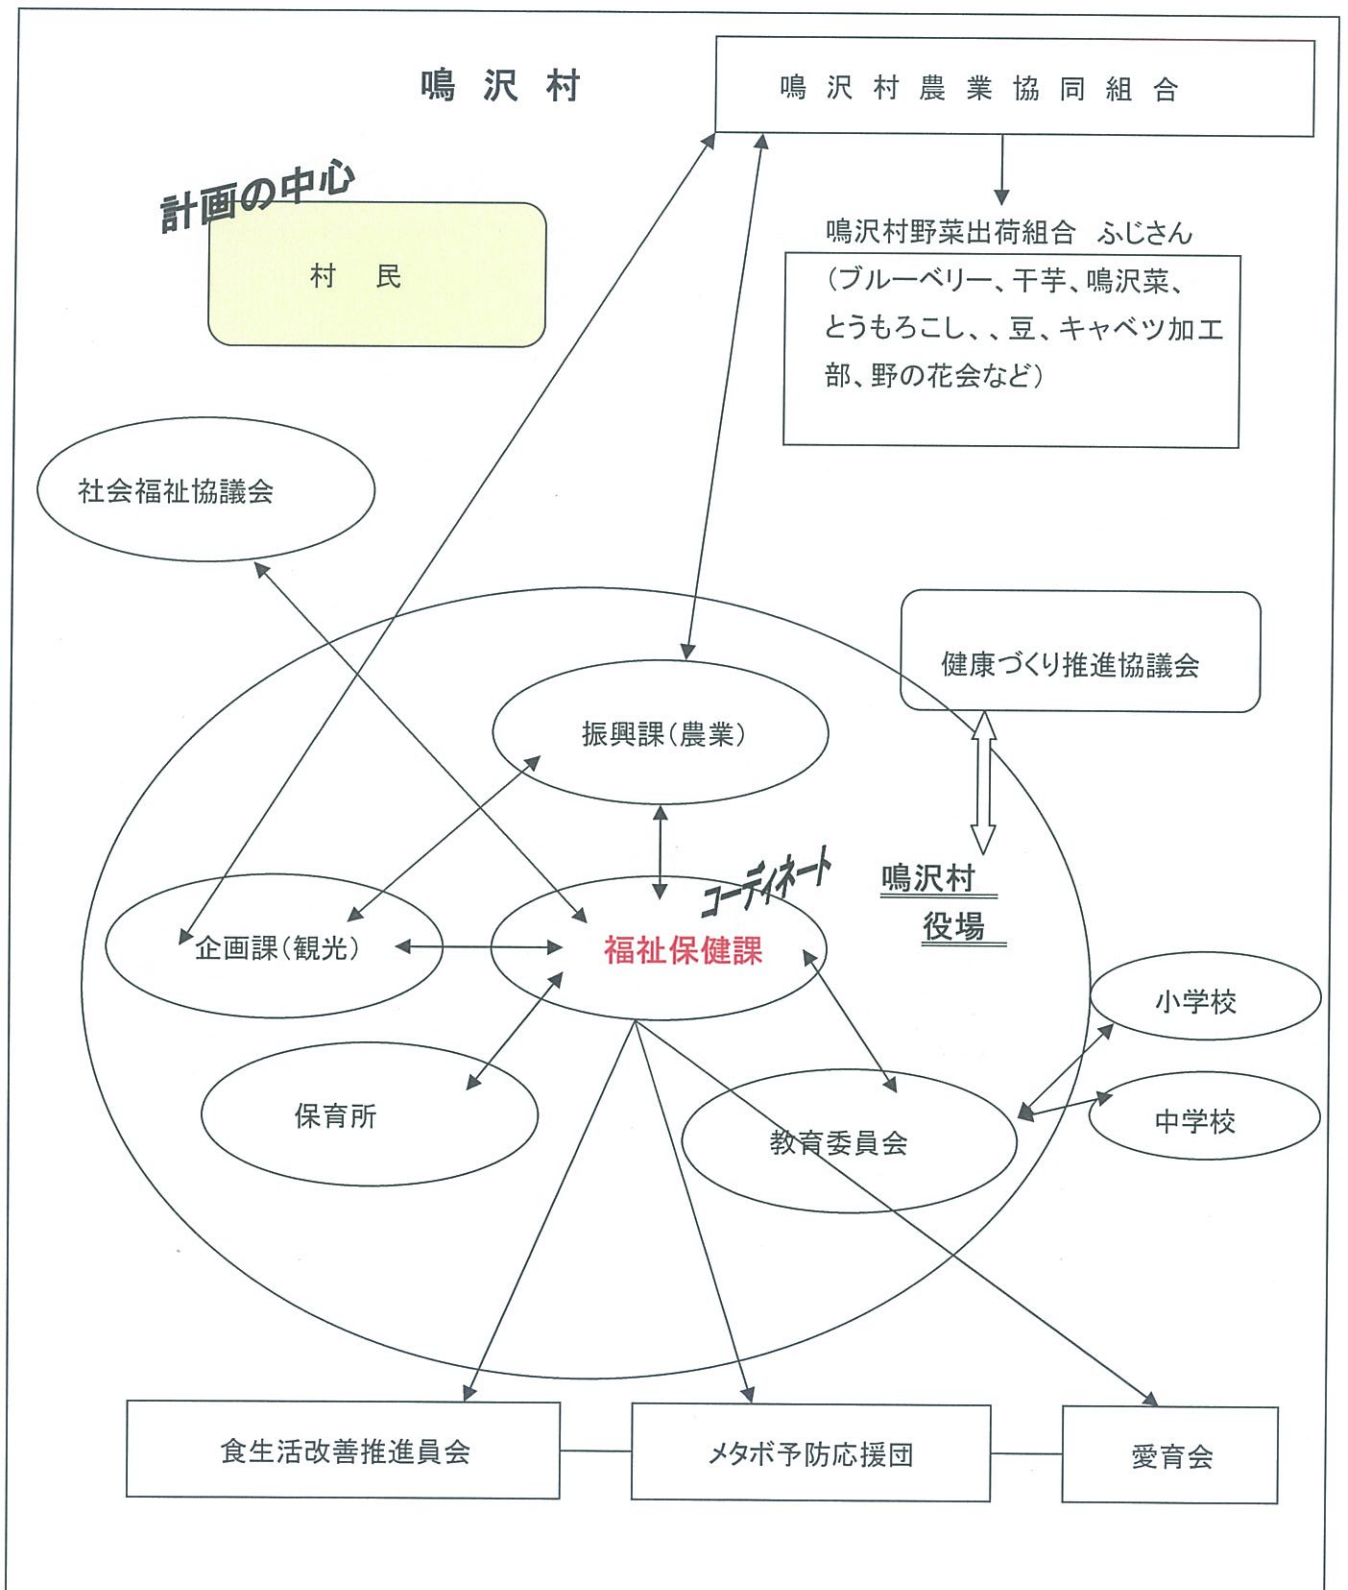 鳴沢村
鳴沢村農業協同組合
計画の中心
村 民
鳴沢村野菜出荷組合 ふじさん
(ブルーベリー、干芋、鳴沢菜、
とうもろこし、、豆、キャベツ加工
部、野の花会など)
社会福祉協議会
健康づくり推進協議会
振興課(農業)
コーディネート
鳴沢村
役場
企画課(観光)
福祉保健課
小学校
保育所
教育委員会
中学校
食生活改善推進員会
メタボ予防応援団
愛育会